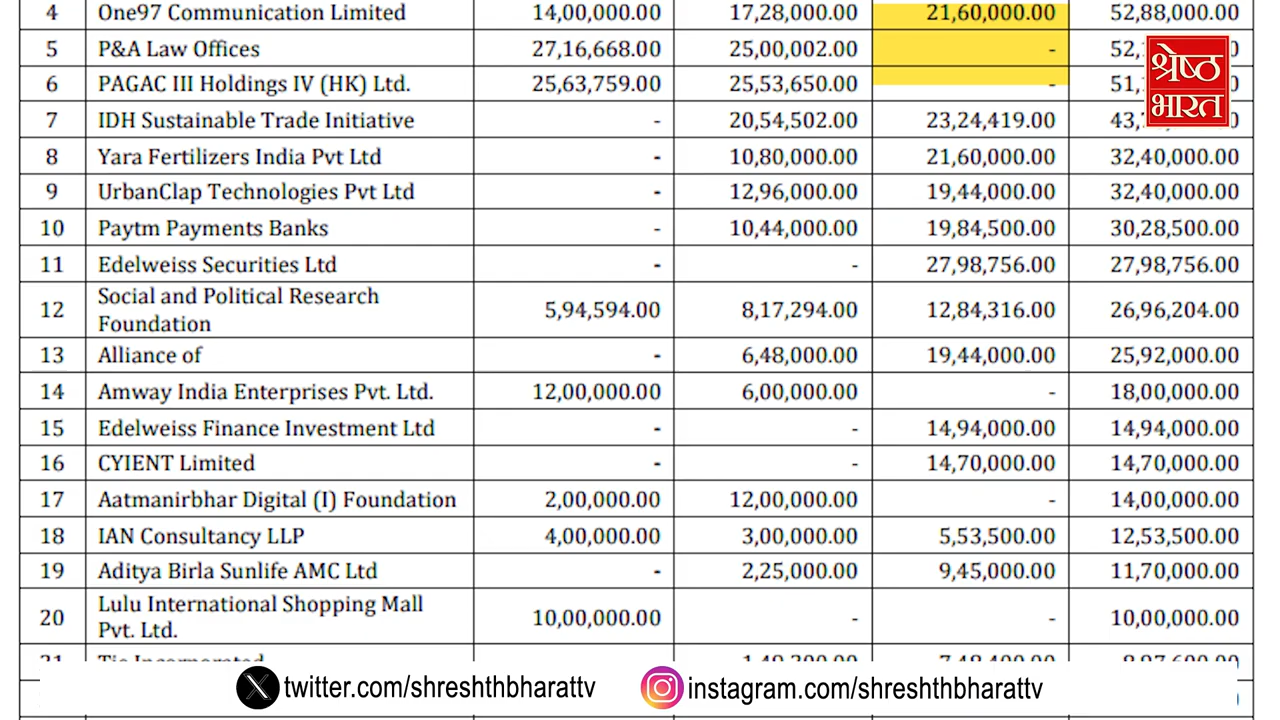 4 One97 Communication Limited 14,00,000.00 17,28,000.00 21,60,000.00 52,88,000.00
5 P&A Law Offices 27,16,668.00 25,00,002.00 -
6 PAGAC III Holdings IV (HK) Ltd. 25,63,759.00 25,53,650.00 -
श्रेष्ठ
भारत
7 IDH Sustainable Trade Initiative - 20,54,502.00 23,24,419.00
8 Yara Fertilizers India Pvt Ltd - 10,80,000.00 21,60,000.00 32,40,000.00
9 UrbanClap Technologies Pvt Ltd - 12,96,000.00 19,44,000.00 32,40,000.00
10 Paytm Payments Banks - 10,44,000.00 19,84,500.00 30,28,500.00
11 Edelweiss Securities Ltd - - 27,98,756.00 27,98,756.00
12 Social and Political Research
Foundation 5,94,594.00 8,17,294.00 12,84,316.00 26,96,204.00
13 Alliance of - 6,48,000.00 19,44,000.00 25,92,000.00
14 Amway India Enterprises Pvt. Ltd. 12,00,000.00 6,00,000.00 - 18,00,000.00
15 Edelweiss Finance Investment Ltd - - 14,94,000.00 14,94,000.00
16 CYIENT Limited - - 14,70,000.00 14,70,000.00
17 Aatmanirbhar Digital (I) Foundation 2,00,000.00 12,00,000.00 - 14,00,000.00
18 IAN Consultancy LLP 4,00,000.00 3,00,000.00 5,53,500.00 12,53,500.00
19 Aditya Birla Sunlife AMC Ltd - 2,25,000.00 9,45,000.00 11,70,000.00
20 Lulu International Shopping Mall
Pvt. Ltd. 10,00,000.00 - - 10,00,000.00
twitter.com/shreshthbharattv instagram.com/shreshthbharattv